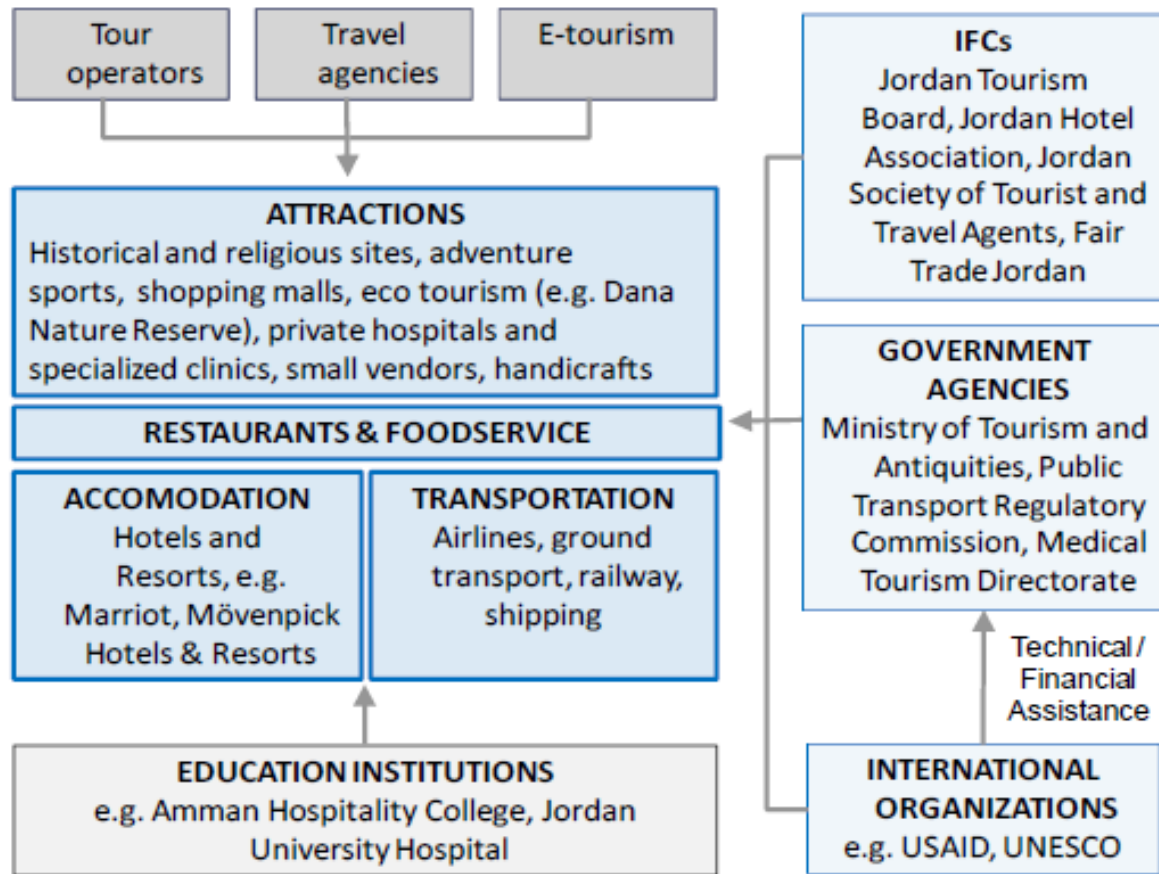 Tour
operators
Travel
agencies
E-tourism
ATTRACTIONS
Historical and religious sites, adventure
sports, shopping malls, eco tourism (e.g. Dana
Nature Reserve), private hospitals and
specialized clinics, small vendors, handicrafts
RESTAURANTS & FOODSERVICE
ACCOMODATION
Hotels and
Resorts, e.g.
Marriot, Mövenpick
Hotels & Resorts
TRANSPORTATION
Airlines, ground
transport, railway,
shipping
EDUCATION INSTITUTIONS
e.g. Amman Hospitality College, Jordan
University Hospital
IFCs
Jordan Tourism
Board, Jordan Hotel
Association, Jordan
Society of Tourist and
Travel Agents, Fair
Trade Jordan
GOVERNMENT
AGENCIES
Ministry of Tourism and
Antiquities, Public
Transport Regulatory
Commission, Medical
Tourism Directorate
Technical /
Financial
Assistance
INTERNATIONAL
ORGANIZATIONS
e.g. USAID, UNESCO